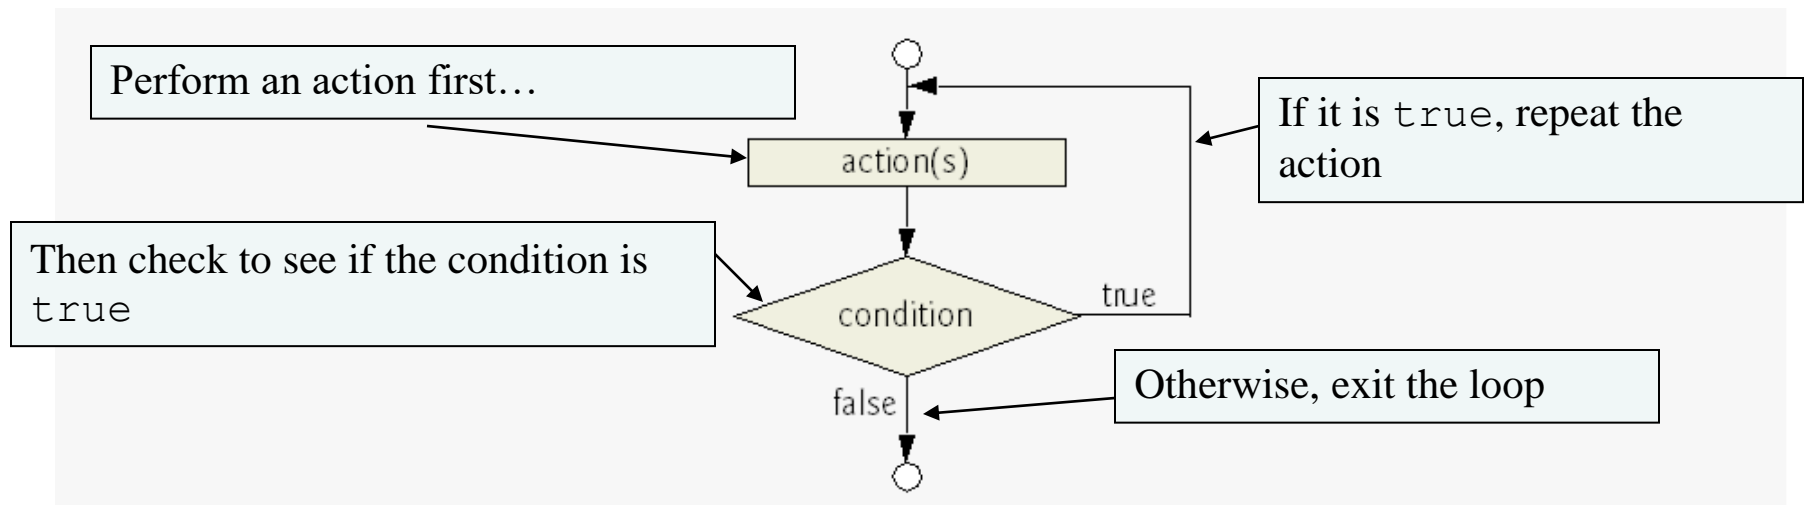 Perform an action first…
If it is true, repeat the
action
action(s)
Then check to see if the condition is
true
condition
true
Otherwise, exit the loop
false